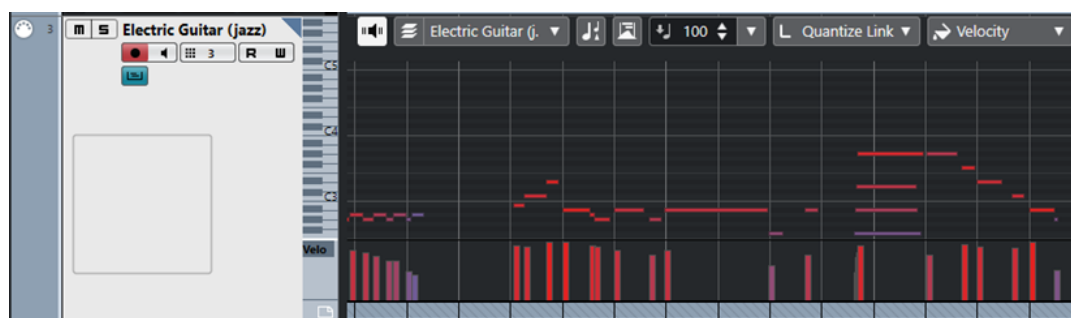 3 M S Electric Guitar (jazz) Electric Guitar (j. 100 L Quantize Link Velocity
3 R W
C5
C4
C3
Velo